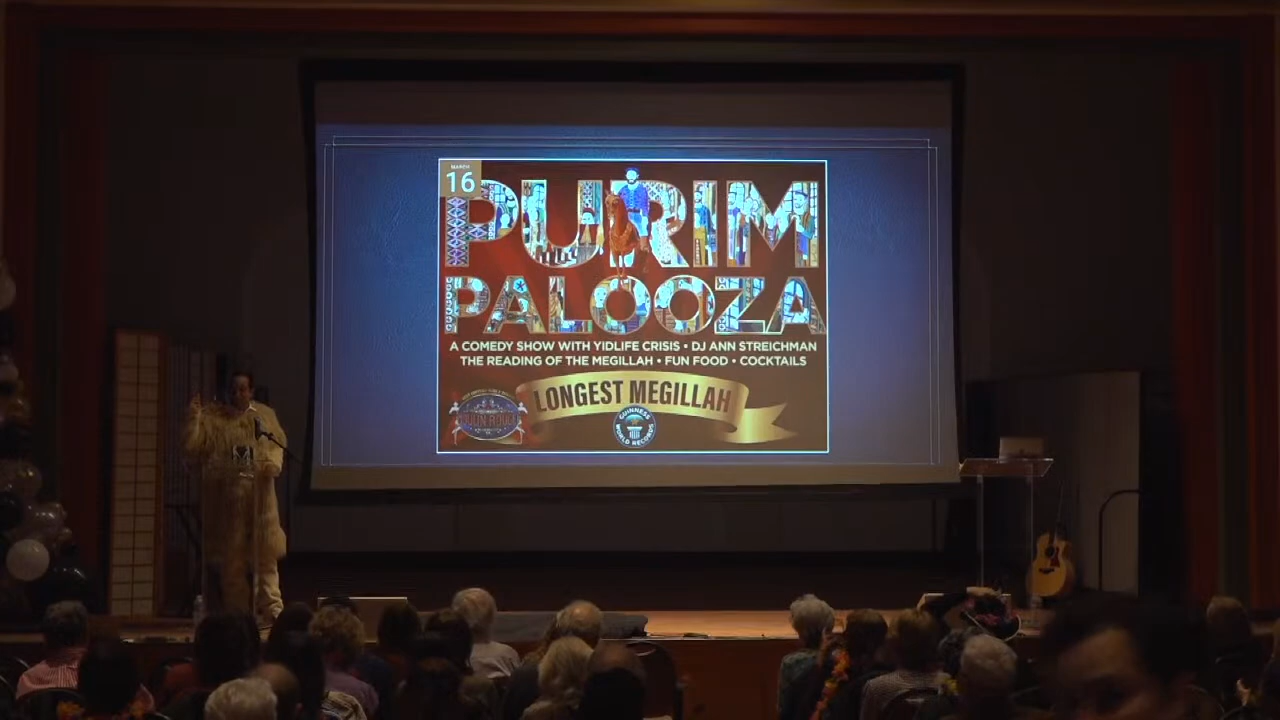 MARCH
16
PURIM
PALOOZA
A COMEDY SHOW WITH YIDLIFE CRISIS • DJ ANN STREICHMAN
THE READING OF THE MEGILLAH • FUN FOOD • COCKTAILS
LONGEST MEGILLAH
GUINNESS
WORLD RECORDS